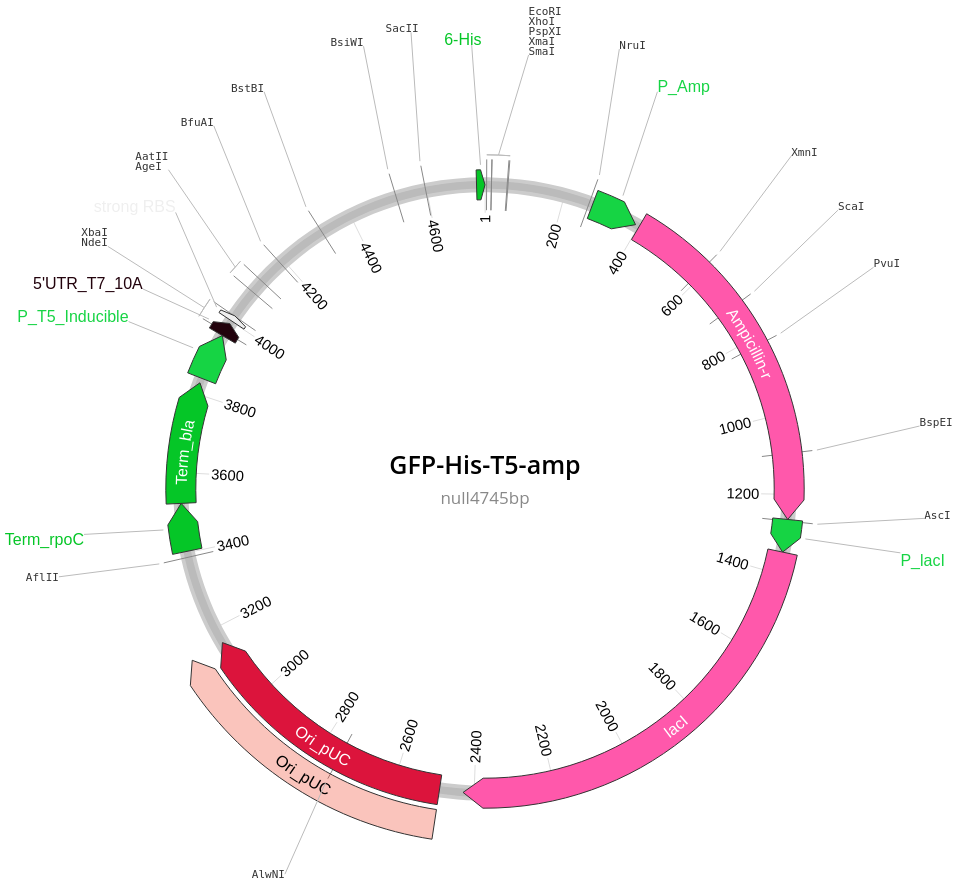 EcoRI
XhoI
PspXI
XmaI
SmaI
SacII
6-His
BsiWI
NruI
BstBI
P_Amp
BfuAI
XmnI
AatII
AgeI
strong RBS
ScaI
XbaI
NdeI
PvuI
5'UTR_T7_10A
P_T5_Inducible
1
200
400
600
800
1000
1200
1400
1600
1800
2000
2200
2400
2600
2800
3000
3200
3400
3600
3800
4000
4200
4400
4600
Ampicillin-r
Term_bla
BspEI
GFP-His-T5-amp
null4745bp
AscI
Term_rpoC
P_lacI
AflII
lacI
Ori_pUC
Ori_pUC
AlwNI